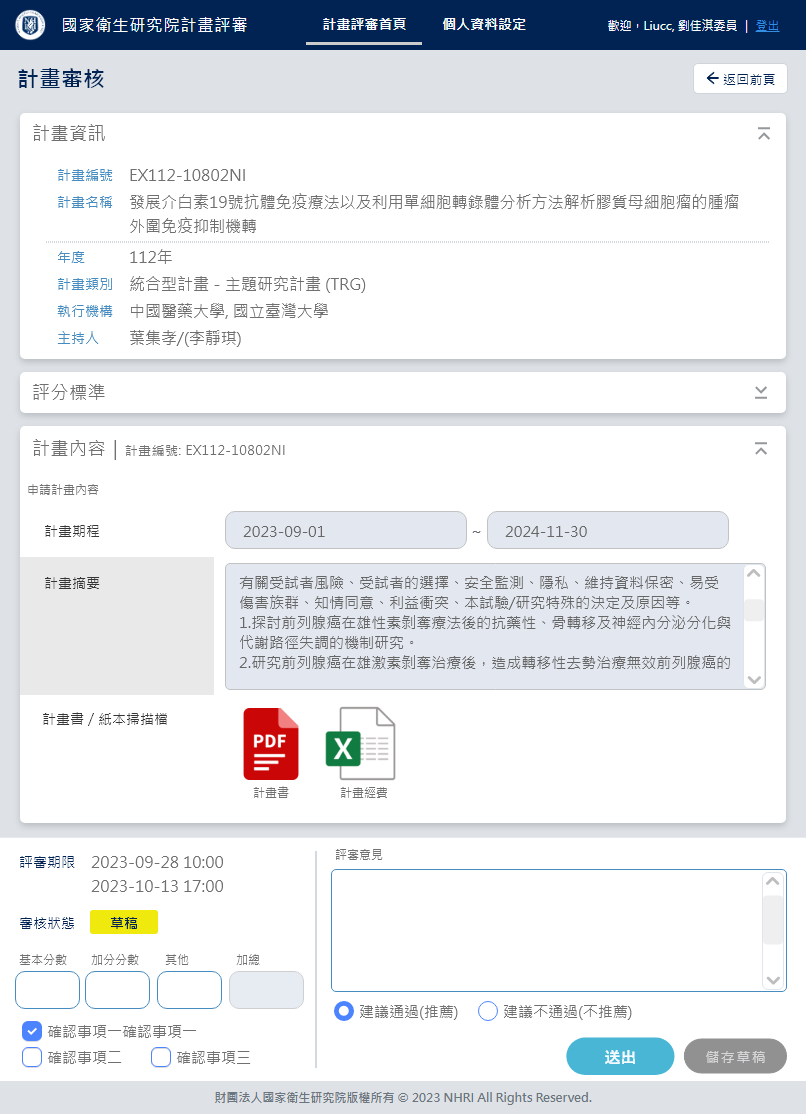 國家衛生研究院計畫評審
計畫評審首頁
個人資料設定
歡迎，Liucc, 劉佳淇委員 | 登出
計畫審核
返回前頁
計畫資訊
計畫編號 EX112-10802NI
計畫名稱 發展介白素19號抗體免疫療法以及利用單細胞轉錄體分析方法解析膠質母細胞瘤的腫瘤
外圍免疫抑制機轉
年度 112年
計畫類別 統合型計畫 - 主題研究計畫 (TRG)
執行機構 中國醫藥大學, 國立臺灣大學
主持人 葉集孝/(李靜琪)
評分標準
計畫內容 | 計畫編號: EX112-10802NI
申請計畫內容
計畫期程 2023-09-01 ~ 2024-11-30
計畫摘要
有關受試者風險、受試者的選擇、安全監測、隱私、維持資料保密、易受
傷害族群、知情同意、利益衝突、本試驗/研究特殊的決定及原因等。
1.探討前列腺癌在雄性素剝奪療法後的抗藥性、骨轉移及神經內分泌分化與
代謝路徑失調的機制研究。
2.研究前列腺癌在雄激素剝奪治療後，造成轉移性去勢治療無效前列腺癌的
計畫書 / 紙本掃描檔
PDF
X
計畫書
計畫經費
評審期限 2023-09-28 10:00
2023-10-13 17:00
審核狀態 草稿
基本分數 加分分數 其他 加總
確認事項一確認事項一
確認事項二 確認事項三
評審意見
建議通過(推薦) 建議不通過(不推薦)
送出 儲存草稿
財團法人國家衛生研究院版權所有 © 2023 NHRI All Rights Reserved.